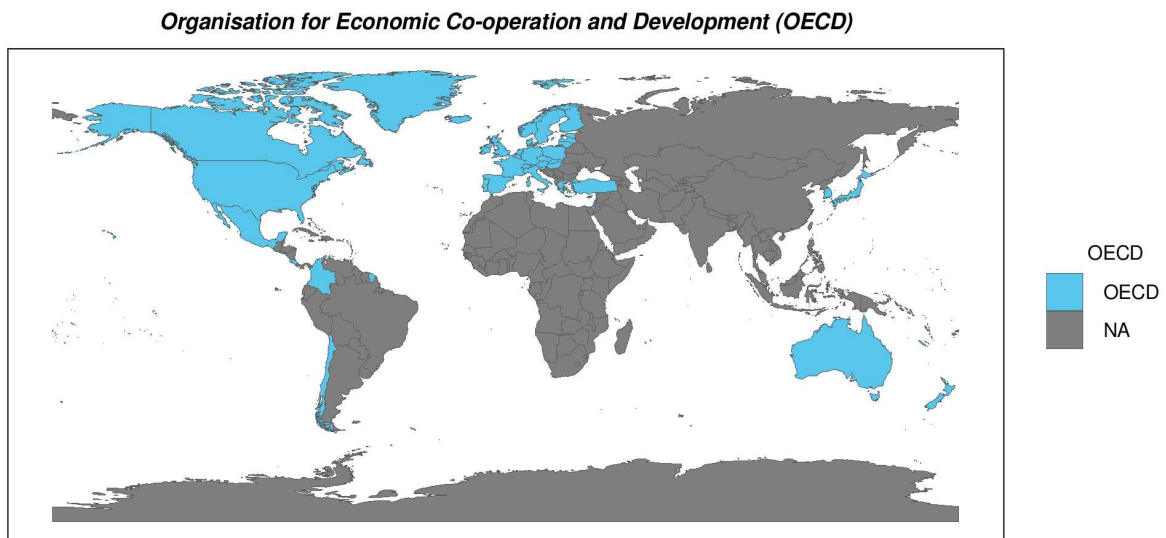 Organisation for Economic Co-operation and Development (OECD)
OECD
OECD
NA